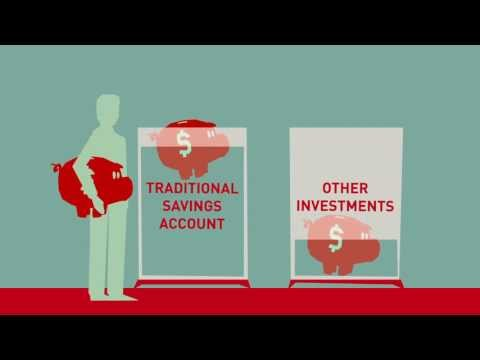 $
TRADITIONAL
SAVINGS
ACCOUNT
OTHER
INVESTMENTS
$